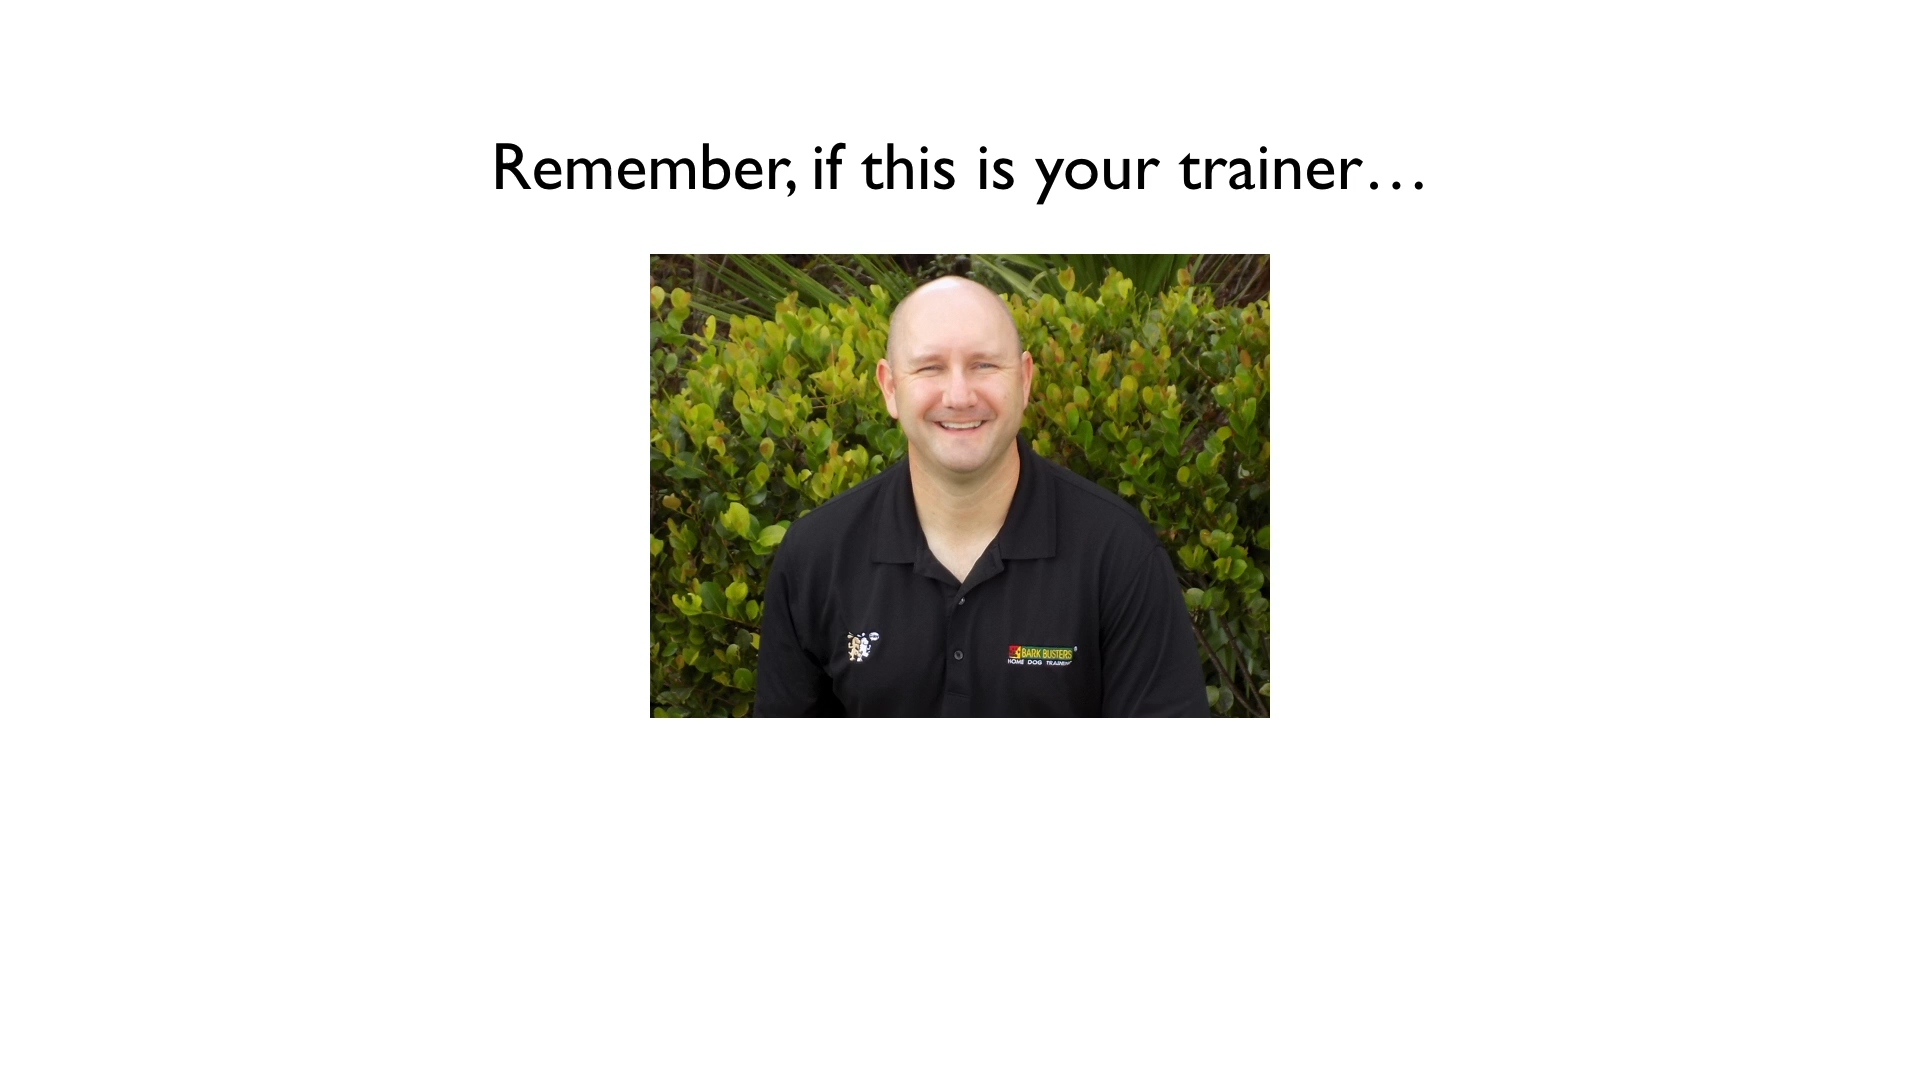 Remember, if this is your trainer…
BARK BUSTERS
HOME DOG TRAINING